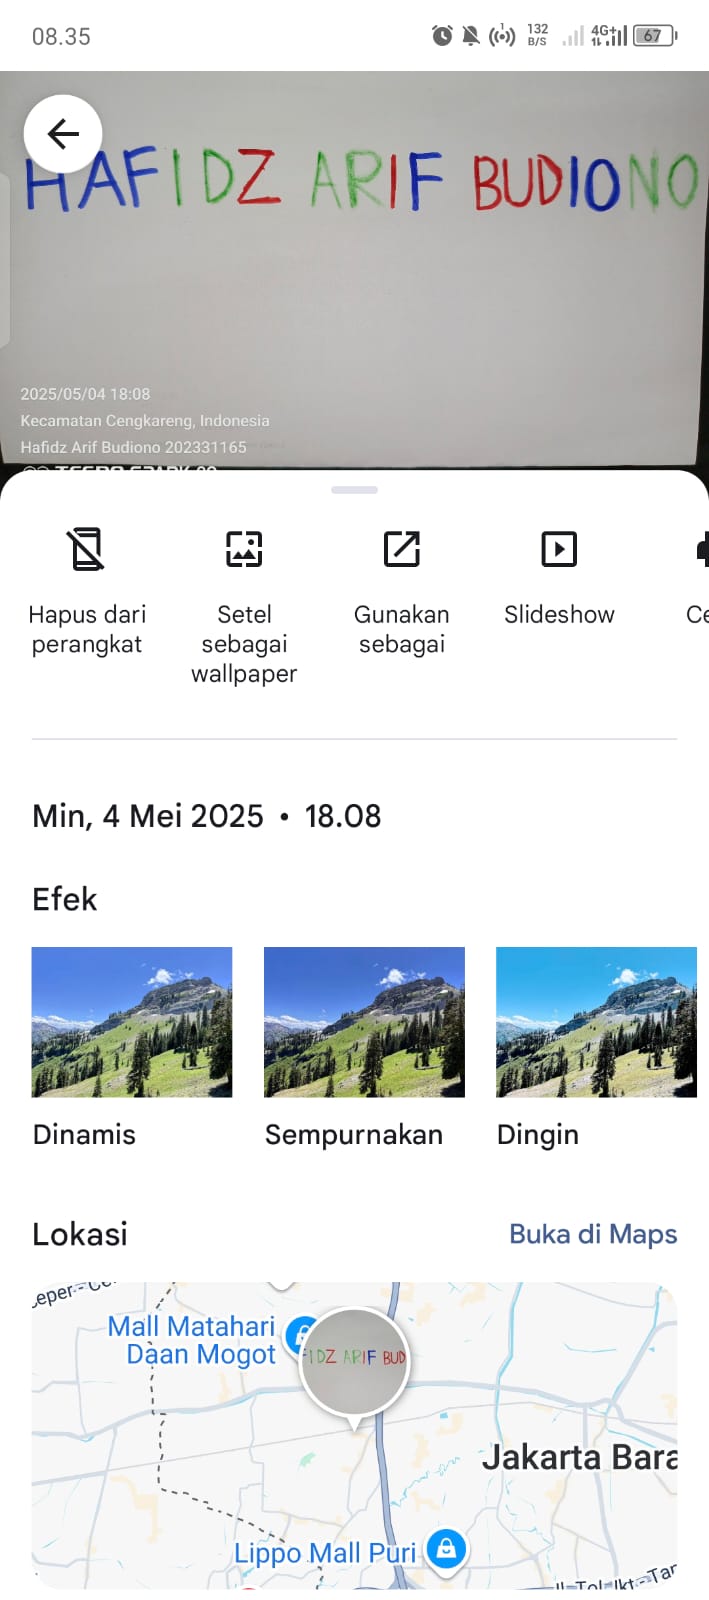 08.35
132
B/S
4G+
67
HAFIDZ ARIF BUDIONO
2025/05/04 18:08
Kecamatan Cengkareng, Indonesia
Hafidz Arif Budiono 202331165
Hapus dari perangkat
Setel sebagai wallpaper
Gunakan sebagai
Slideshow
Ce
Min, 4 Mei 2025 • 18.08
Efek
Dinamis
Sempurnakan
Dingin
Lokasi
Buka di Maps
Mall Matahari
Daan Mogot
IDZ ARIF BUD
Jakarta Bara
Lippo Mall Puri